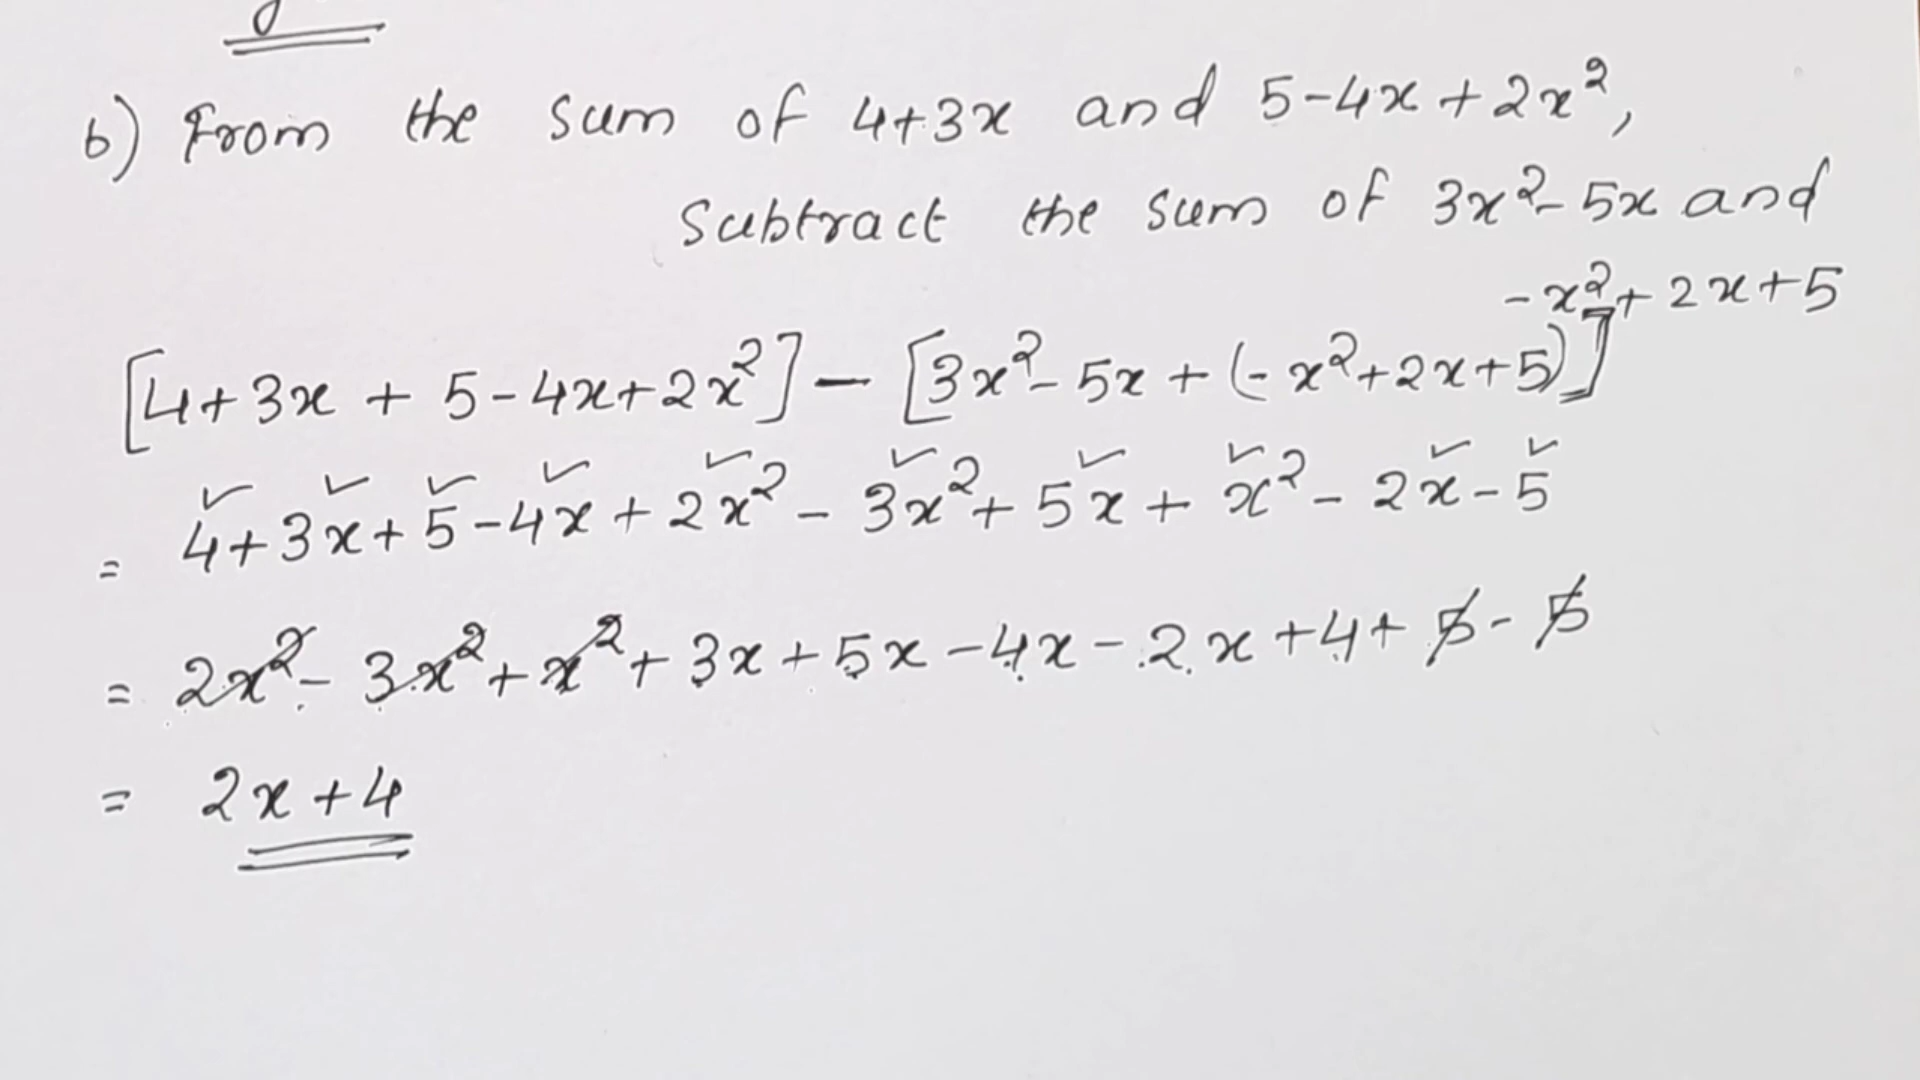 b) From the sum of 4+3x and 5-4x+2x²,
Subtract the sum of 3x²-5x and
-x²+2x+5
[4+3x + 5-4x+2x²] - [3x²-5x+(-x²+2x+5)]
= 4+3x+5-4x+2x²-3x²+5x+x²-2x-5
= 2x²-3x²+x²+3x+5x-4x-2x+4+5-5
= 2x+4